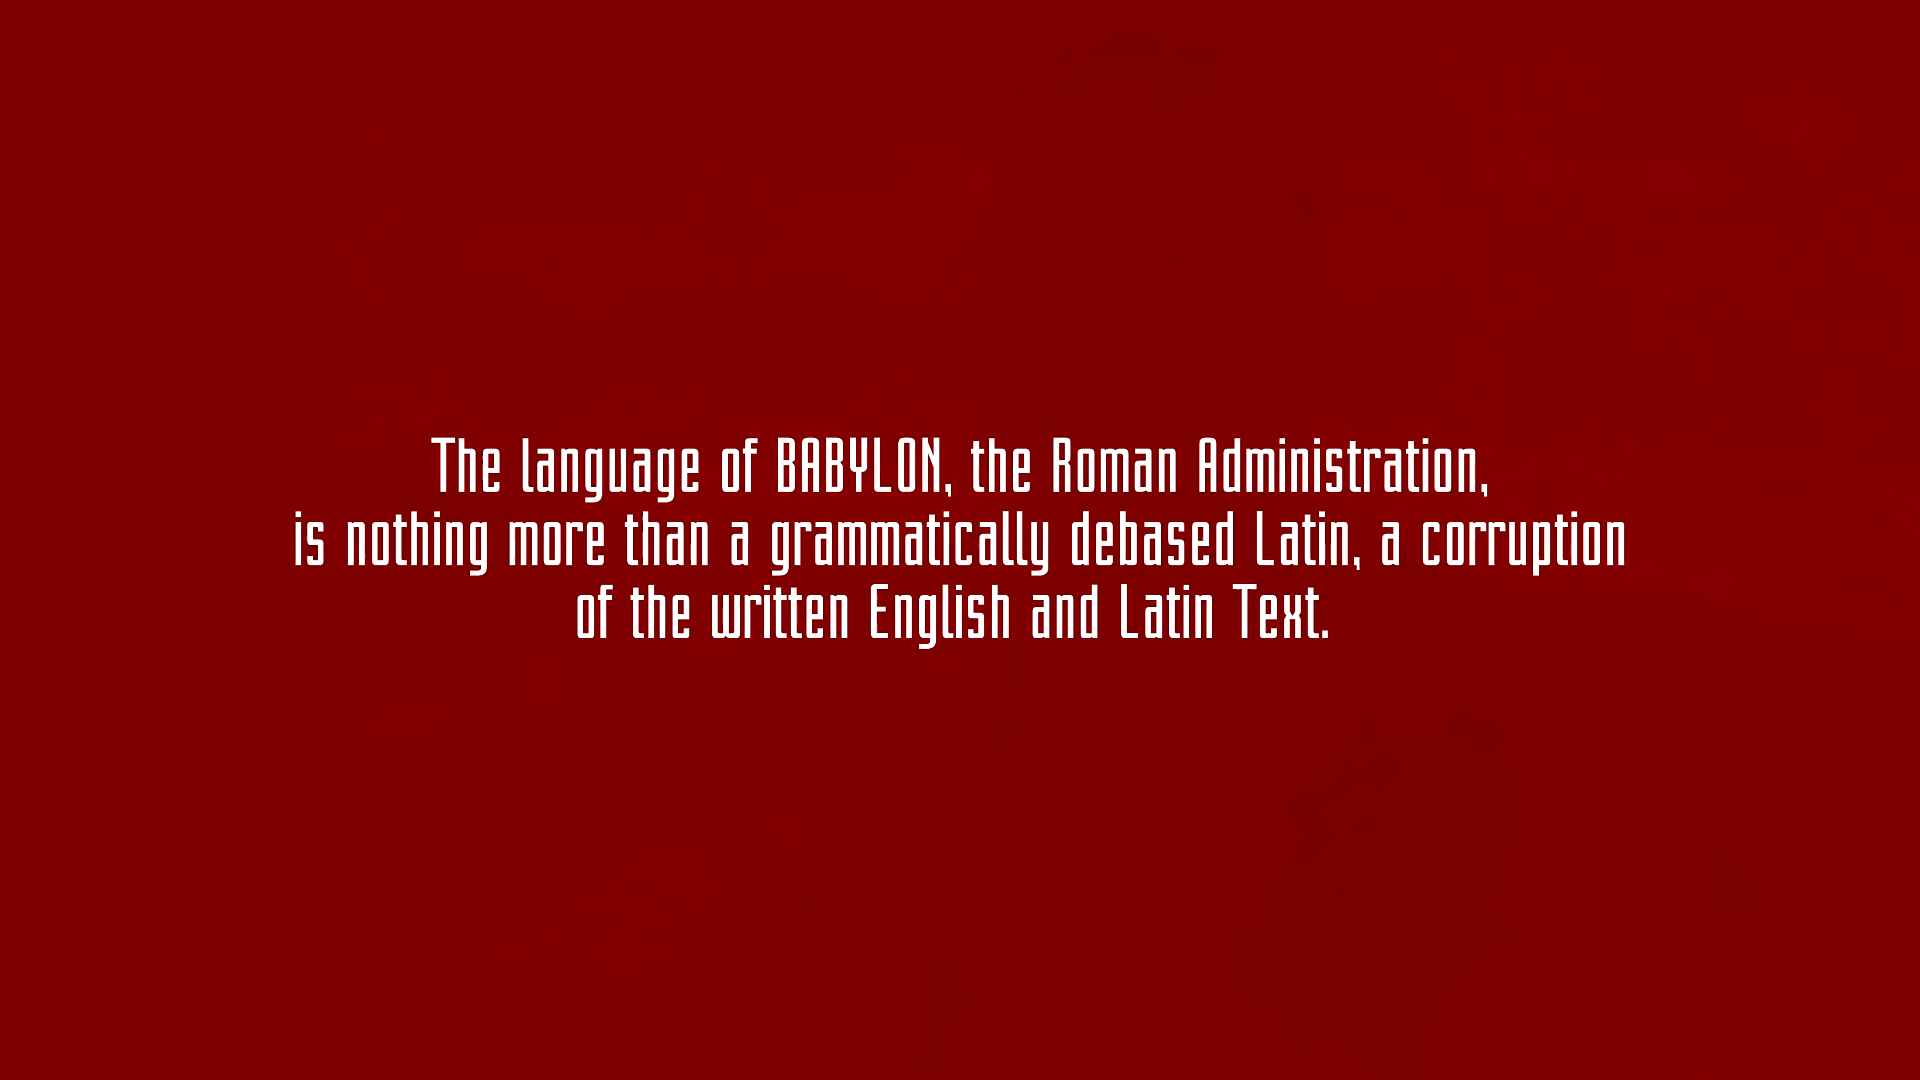 The language of BABYLON, the Roman Administration,
is nothing more than a grammatically debased Latin, a corruption
of the written English and Latin Text.